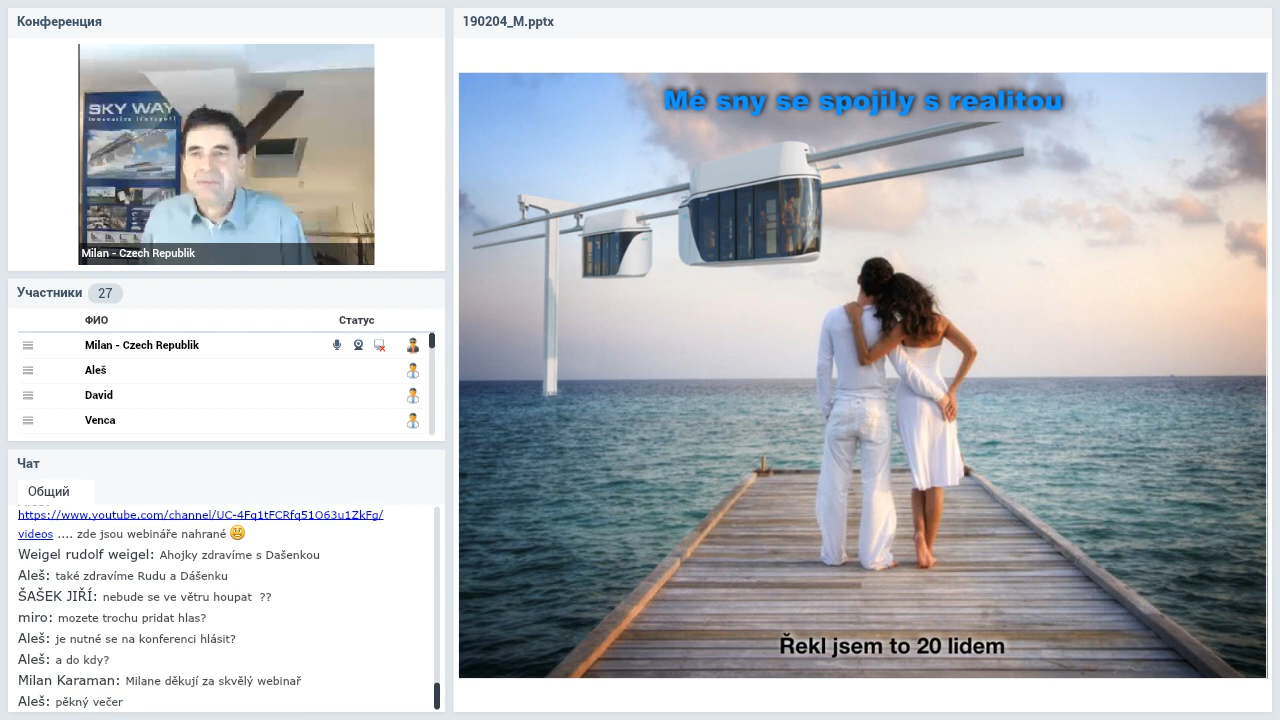 Конференция
SKY WAY
Milan - Czech Republik
Участники 27
ФИО Статус
Milan - Czech Republik
Aleš
David
Venca
Чат
Общий
https://www.youtube.com/channel/UC-4Fq1tFCRfq51O63u1ZkFg/
videos .... zde jsou webináře nahrané
Weigel rudolf weigel: Ahojky zdravíme s Dašenkou
Aleš: také zdravíme Rudu a Dášenku
ŠAŠEK JIŘÍ: nebude se ve větru houpat ??
miro: mozete trochu pridat hlas?
Aleš: je nutné se na konferenci hlásit?
Aleš: a do kdy?
Milan Karaman: Milane děkují za skvělý webinař
Aleš: pěkný večer
190204_M.pptx
Mé sny se spojily s realitou
Řekl jsem to 20 lidem